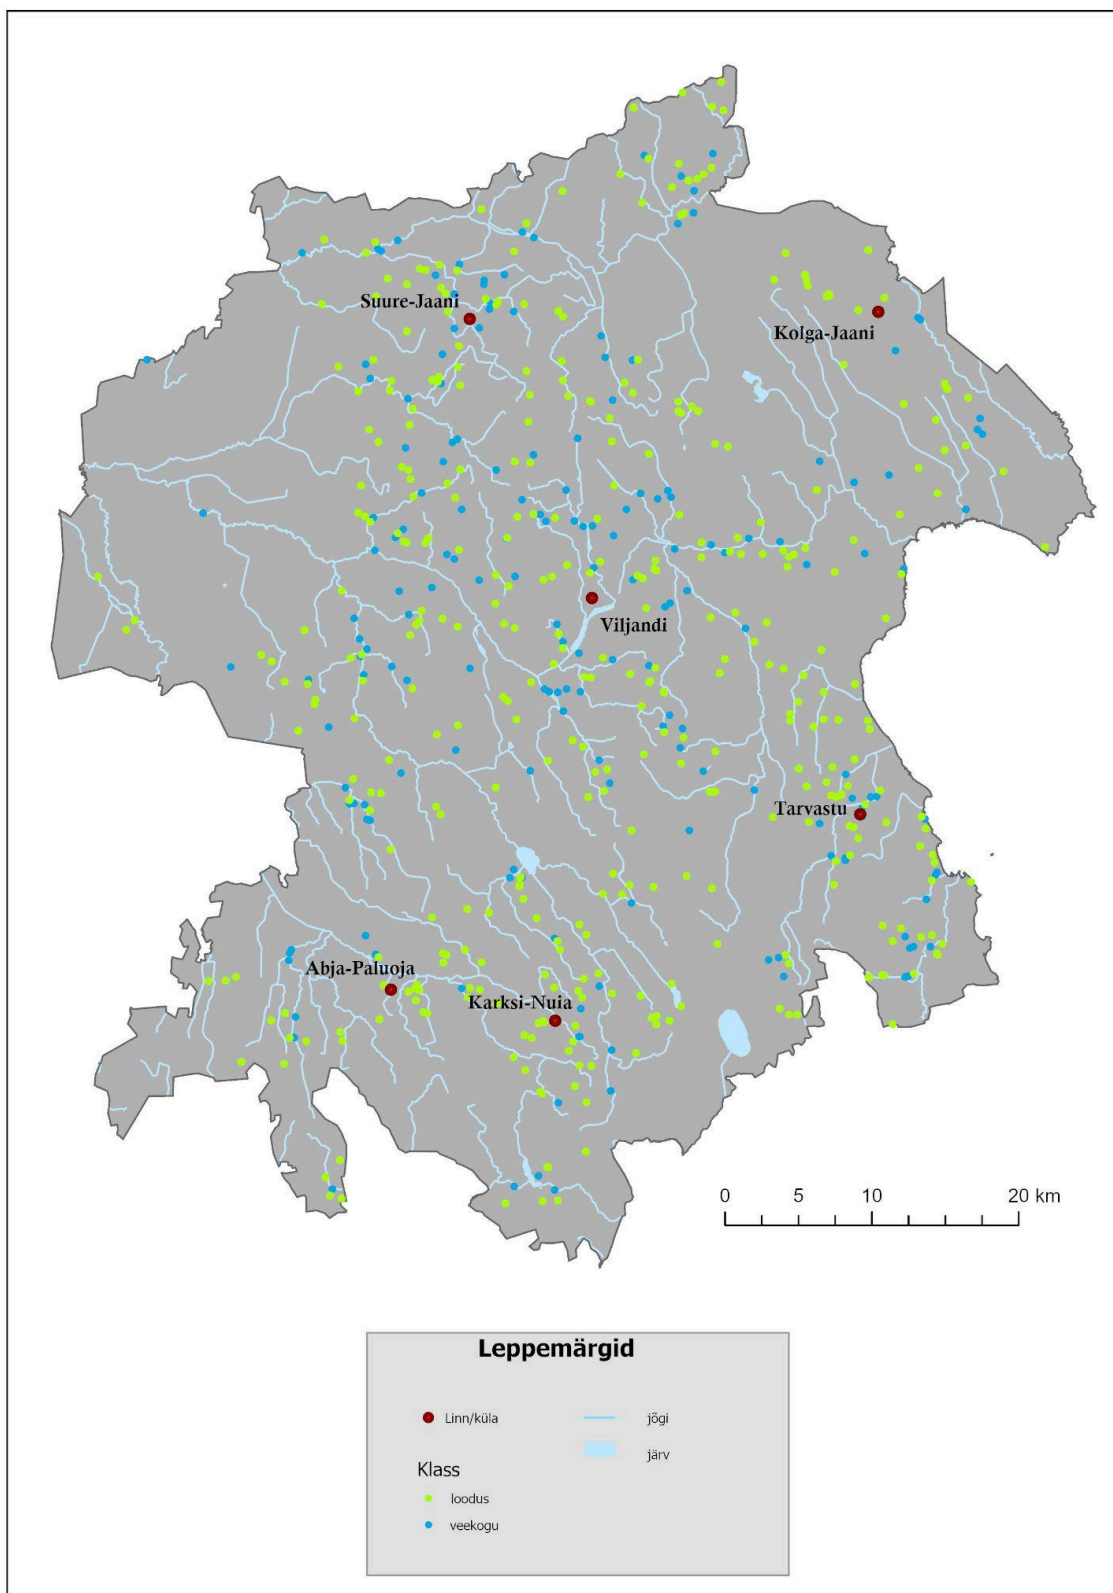 Suure-Jaani
Kolga-Jaani
Viljandi
Tarvastu
Abja-Paluoja
Karksi-Nuia
0 5 10 20 km
Leppemärgid
Linn/küla
jõgi
järv
Klass
loodus
veekogu